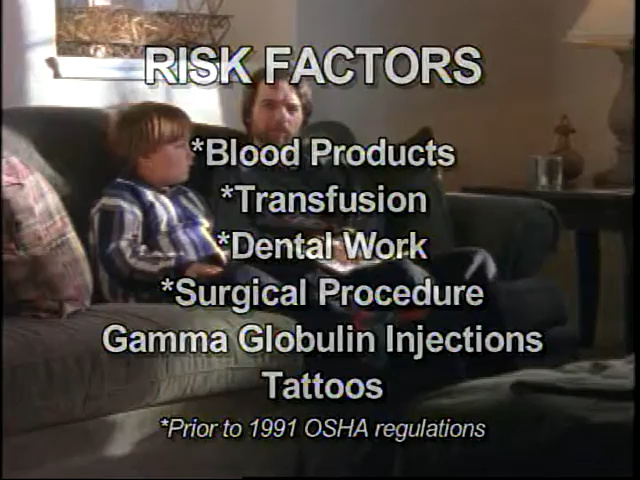 RISK FACTORS
*Blood Products
*Transfusion
*Dental Work
*Surgical Procedure
Gamma Globulin Injections
Tattoos
*Prior to 1991 OSHA regulations